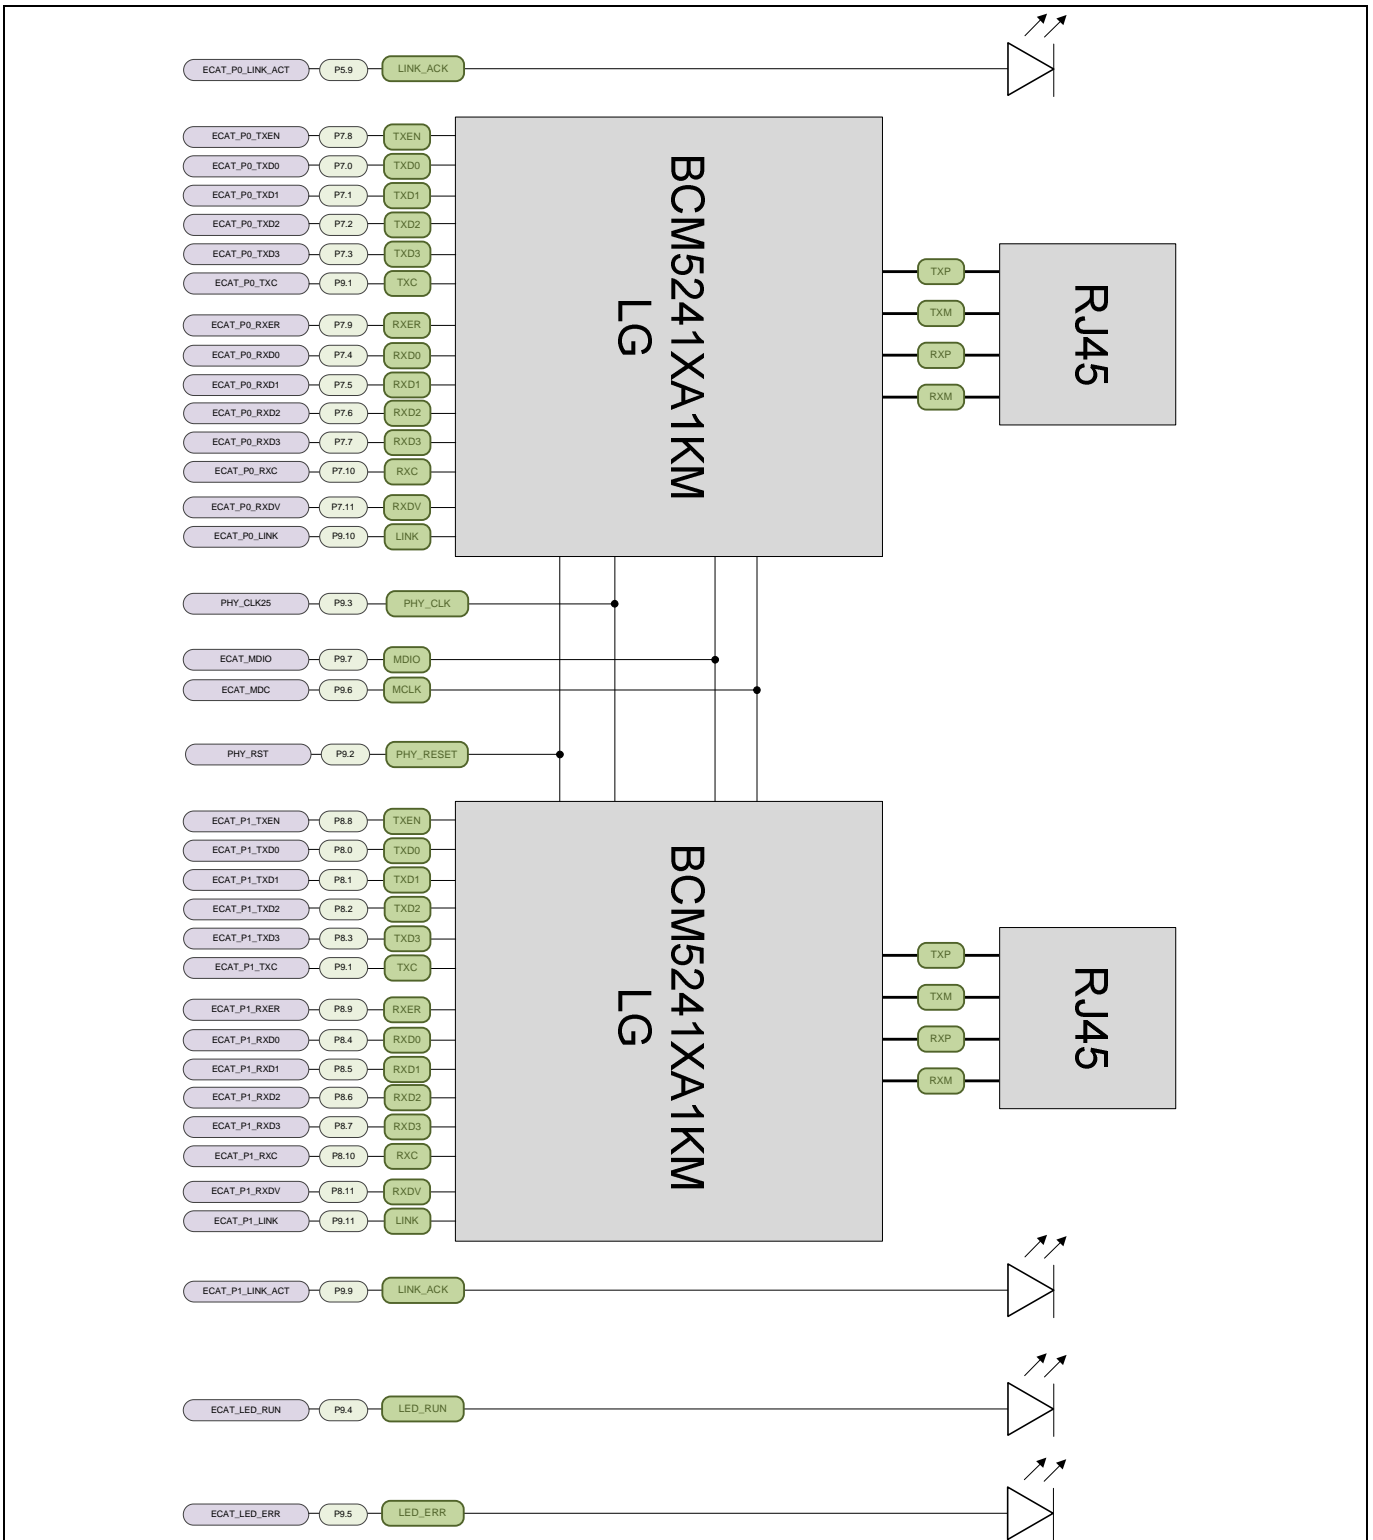 ECAT_P0_LINK_ACT P5.9 LINK_ACK
ECAT_P0_TXEN P7.8 TXEN
ECAT_P0_TXD0 P7.0 TXD0
ECAT_P0_TXD1 P7.1 TXD1
ECAT_P0_TXD2 P7.2 TXD2
ECAT_P0_TXD3 P7.3 TXD3
ECAT_P0_TXC P9.1 TXC
ECAT_P0_RXER P7.9 RXER
ECAT_P0_RXD0 P7.4 RXD0
ECAT_P0_RXD1 P7.5 RXD1
ECAT_P0_RXD2 P7.6 RXD2
ECAT_P0_RXD3 P7.7 RXD3
ECAT_P0_RXC P7.10 RXC
ECAT_P0_RXDV P7.11 RXDV
ECAT_P0_LINK P9.10 LINK
BCM5241XA1KM
LG
TXP
TXM
RXP
RXM
RJ45
PHY_CLK25 P9.3 PHY_CLK
ECAT_MDIO P9.7 MDIO
ECAT_MDC P9.6 MCLK
PHY_RST P9.2 PHY_RESET
ECAT_P1_TXEN P8.8 TXEN
ECAT_P1_TXD0 P8.0 TXD0
ECAT_P1_TXD1 P8.1 TXD1
ECAT_P1_TXD2 P8.2 TXD2
ECAT_P1_TXD3 P8.3 TXD3
ECAT_P1_TXC P9.1 TXC
ECAT_P1_RXER P8.9 RXER
ECAT_P1_RXD0 P8.4 RXD0
ECAT_P1_RXD1 P8.5 RXD1
ECAT_P1_RXD2 P8.6 RXD2
ECAT_P1_RXD3 P8.7 RXD3
ECAT_P1_RXC P8.10 RXC
ECAT_P1_RXDV P8.11 RXDV
ECAT_P1_LINK P9.11 LINK
BCM5241XA1KM
LG
TXP
TXM
RXP
RXM
RJ45
ECAT_P1_LINK_ACT P9.9 LINK_ACK
ECAT_LED_RUN P9.4 LED_RUN
ECAT_LED_ERR P9.5 LED_ERR